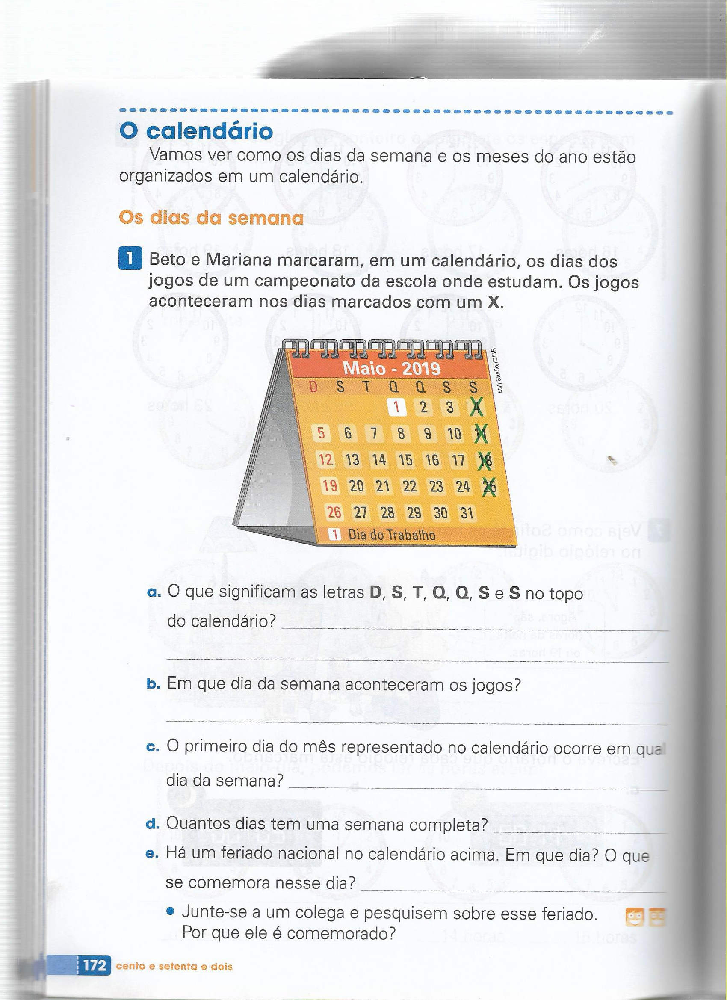 O calendário
Vamos ver como os dias da semana e os meses do ano estão
organizados em um calendário.
Os dias da semana
1 Beto e Mariana marcaram, em um calendário, os dias dos
jogos de um campeonato da escola onde estudam. Os jogos
aconteceram nos dias marcados com um X.
Maio - 2019
D S T Q Q S S
1 2 3 4
5 6 7 8 9 10 11
12 13 14 15 16 17 18
19 20 21 22 23 24 25
26 27 28 29 30 31
1 Dia do Trabalho
AMj Studio/ID/BR
a. O que significam as letras D, S, T, Q, Q, S e S no topo
do calendário?
b. Em que dia da semana aconteceram os jogos?
c. O primeiro dia do mês representado no calendário ocorre em qual
dia da semana?
d. Quantos dias tem uma semana completa?
e. Há um feriado nacional no calendário acima. Em que dia? O que
se comemora nesse dia?
• Junte-se a um colega e pesquisem sobre esse feriado.
Por que ele é comemorado?
172 cento e setenta e dois